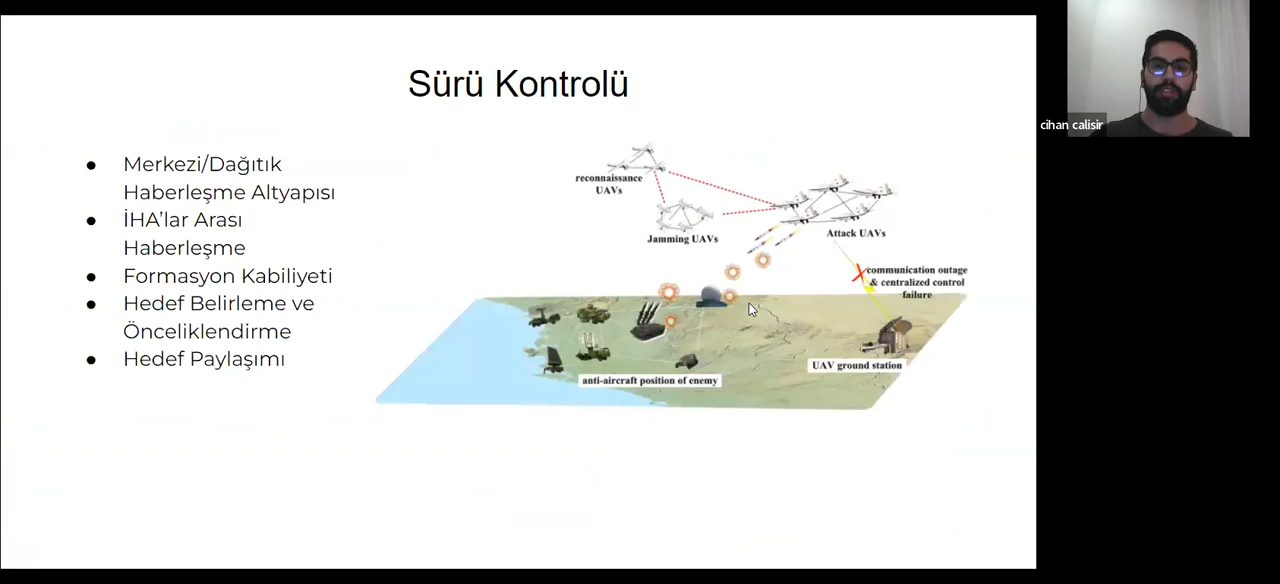 Sürü Kontrolü
cihan calisir
● Merkezi/Dağıtık
Haberleşme Altyapısı
● İHA'lar Arası
Haberleşme
● Formasyon Kabiliyeti
● Hedef Belirleme ve
Önceliklendirme
● Hedef Paylaşımı
reconnaissance
UAVs
Jamming UAVs
Attack UAVs
communication outage
& centralized control
failure
UAV ground station
anti-aircraft position of enemy